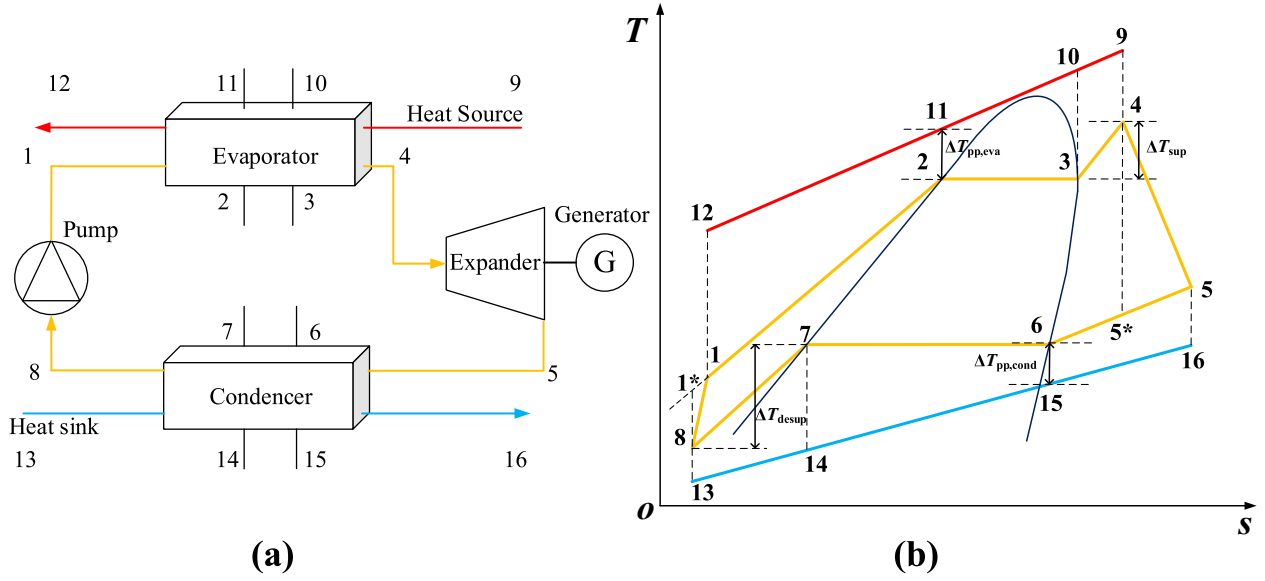 12
11
10
9
Heat Source
1
Evaporator
4
2
3
Pump
Generator
Expander
G
7
6
8
5
Condencer
Heat sink
13
14
15
16
(a)
T
9
10
4
11
ΔTpp,eva
ΔTsup
2
3
12
5
6
5*
7
1
16
1*
ΔTpp,cond
15
ΔTdesup
8
14
13
o
s
(b)